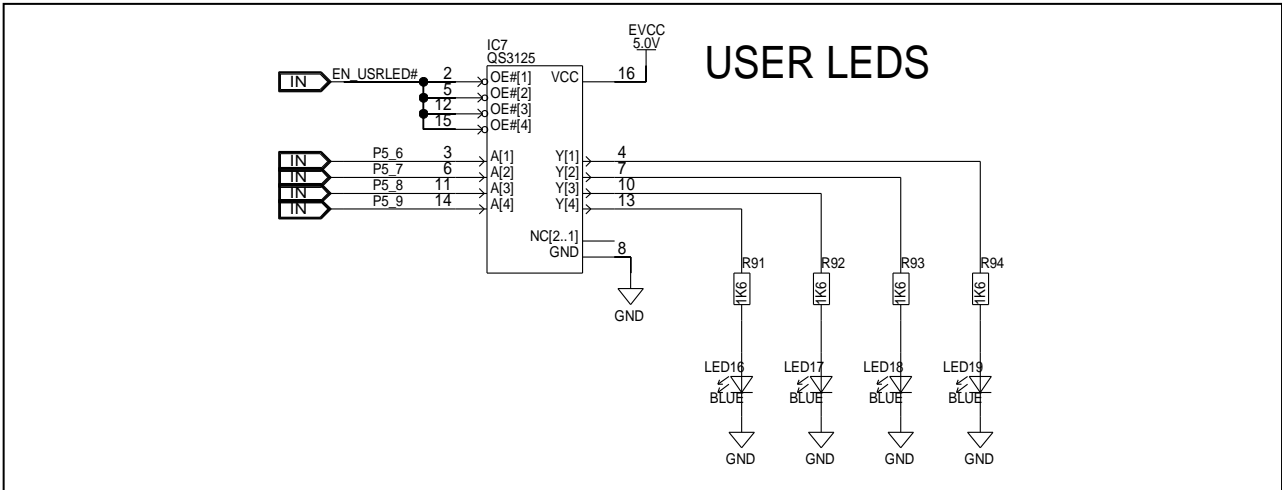 EVCC
5.0V
USER LEDS
IC7
QS3125
IN EN_USRLED# 2 OE#[1] VCC 16
5 OE#[2]
12 OE#[3]
15 OE#[4]
IN P5_6 3 A[1] Y[1] 4
IN P5_7 6 A[2] Y[2] 7
IN P5_8 11 A[3] Y[3] 10
IN P5_9 14 A[4] Y[4] 13
NC[2..1]
GND 8
GND
R91 R92 R93 R94
1K6 1K6 1K6 1K6
LED16 LED17 LED18 LED19
BLUE BLUE BLUE BLUE
GND GND GND GND